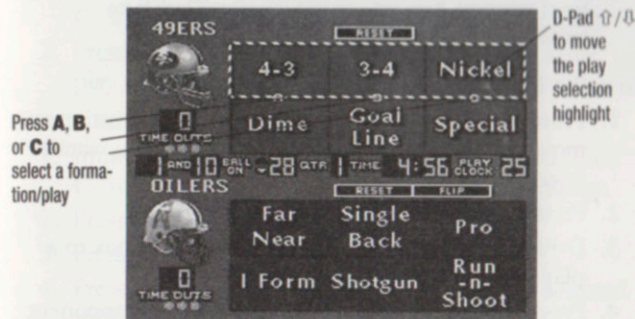 49ERS
RESET
4-3 3-4 Nickel
0
TIME OUTS
Dime Goal Line Special
1 AND 10 BALL ON 28 QTR 1 TIME 4:56 PLAY CLOCK 25
OILERS
RESET FLIP
Far Near Single Back Pro
0
TIME OUTS
I Form Shotgun Run -n- Shoot
Press A, B,
or C to
select a forma-
tion/play
D-Pad ⇧/⇩
to move
the play
selection
highlight